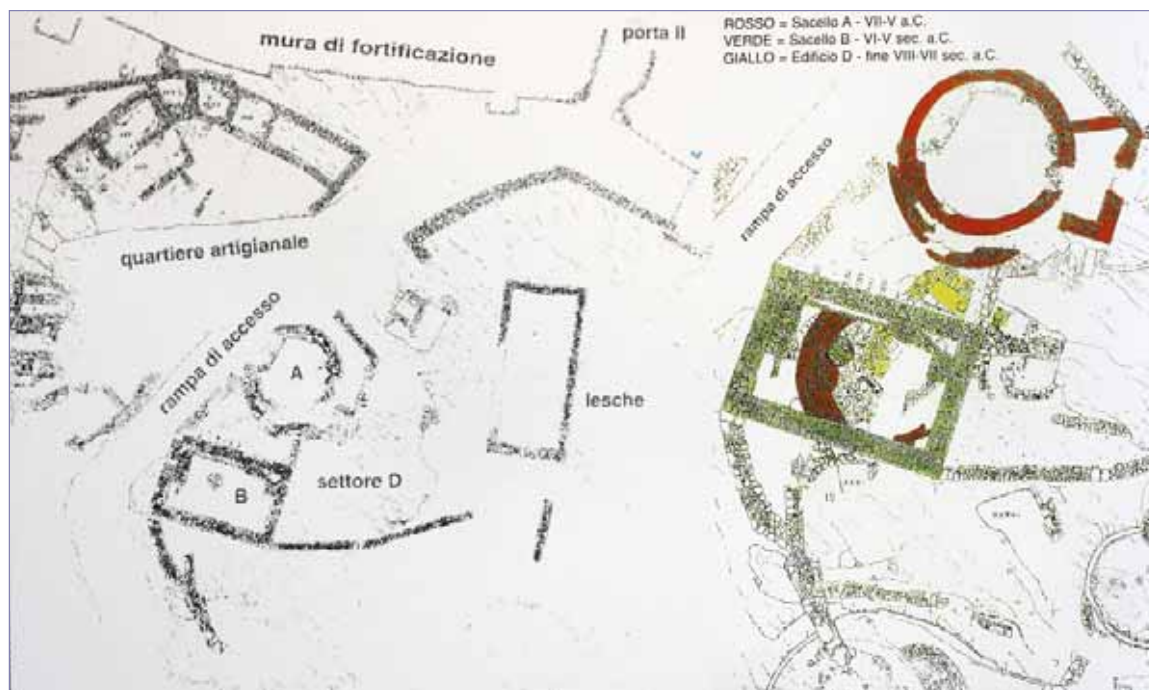 mura di fortificazione
porta II
ROSSO = Sacello A - VII-V a.C.
VERDE = Sacello B - VI-V sec. a.C.
GIALLO = Edificio D - fine VIII-VII sec. a.C.
quartiere artigianale
rampa di accesso
rampa di accesso
A
B
settore D
lesche